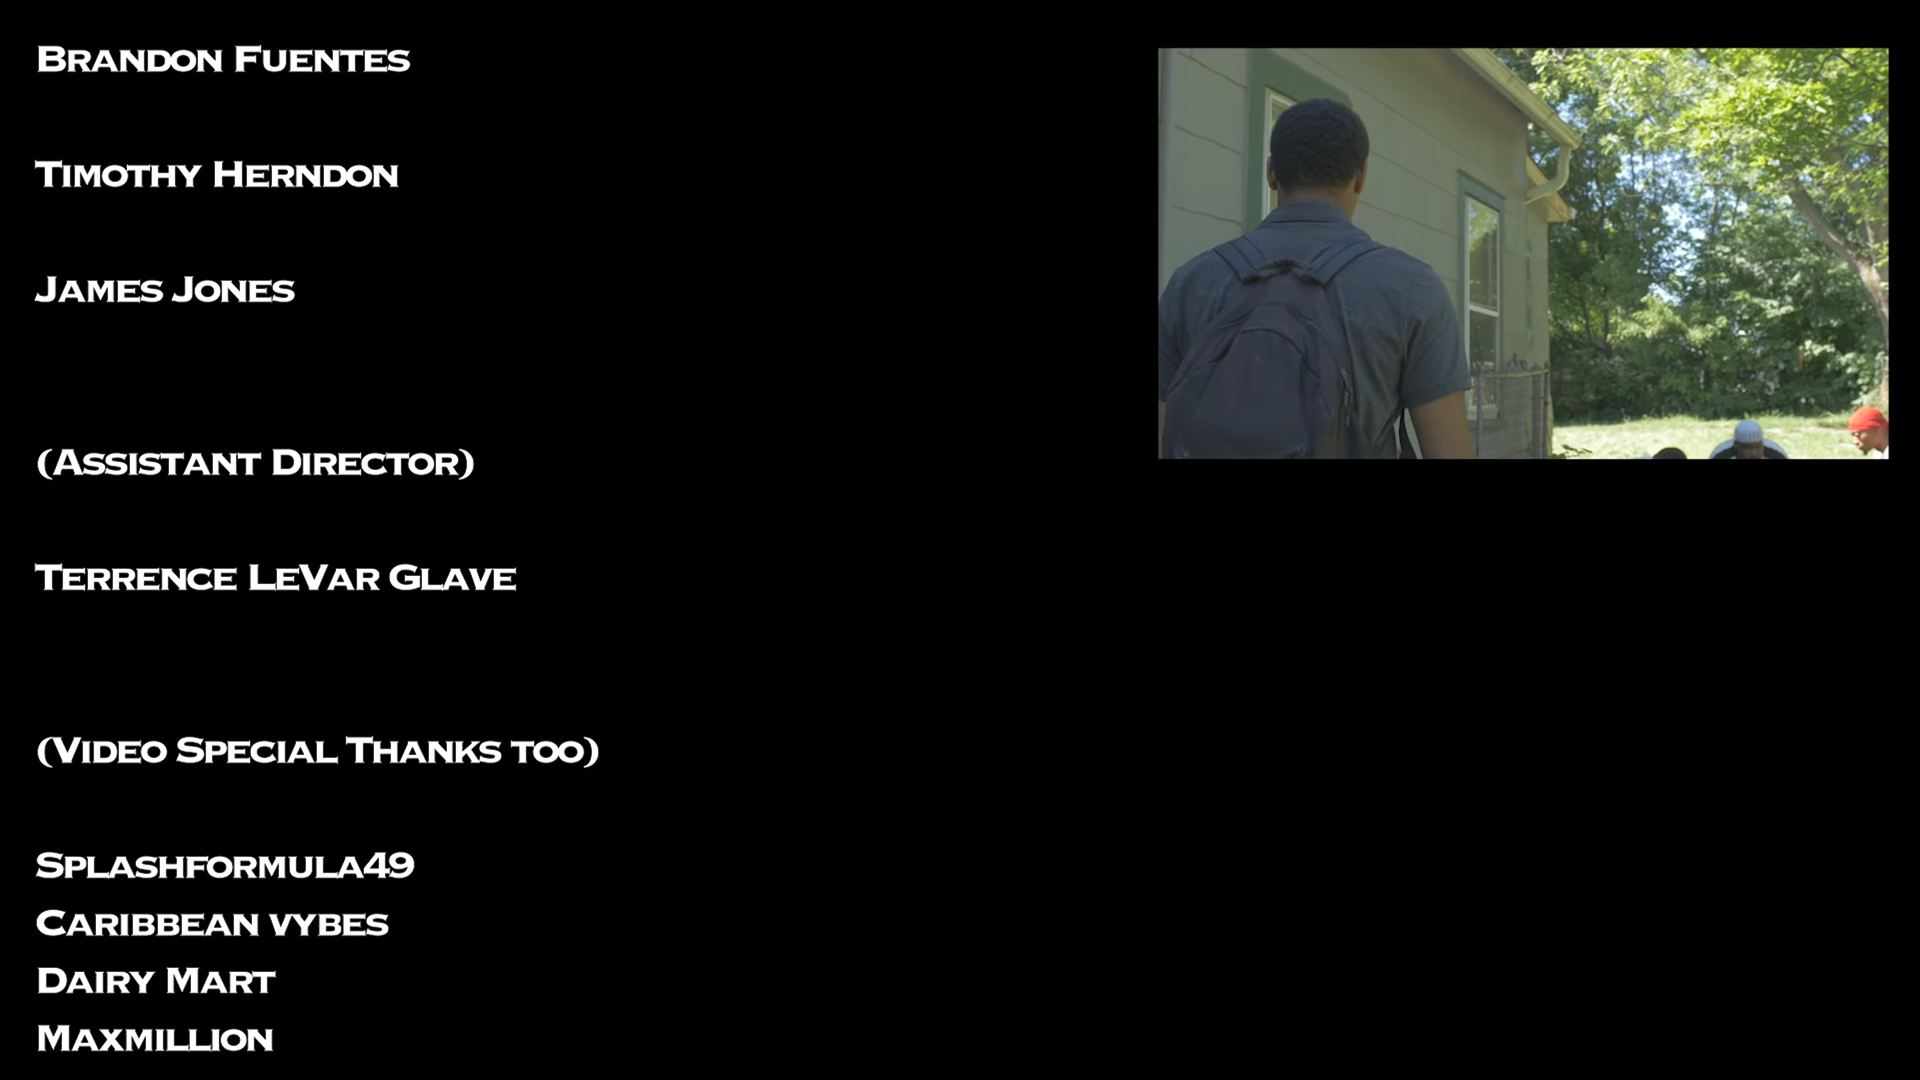 Brandon Fuentes
Timothy Herndon
James Jones
(Assistant Director)
Terrence LeVar Glave
(Video Special Thanks too)
Splashformula49
Caribbean vybes
Dairy Mart
Maxmillion